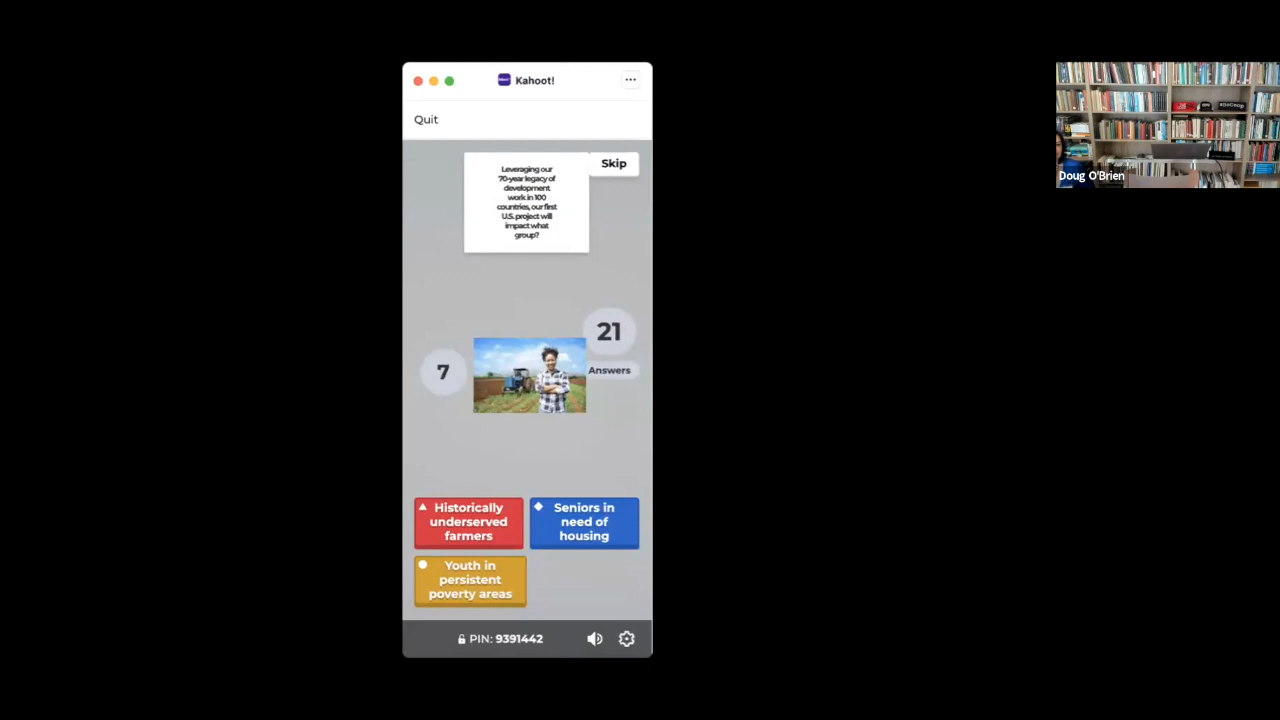 Kahoot!
Quit
Skip
Leveraging our
70-year legacy of
development
work in 100
countries, our first
U.S. project will
impact what
group?
21
7
Answers
Historically
underserved
farmers
Seniors in
need of
housing
Youth in
persistent
poverty areas
PIN: 9391442
Doug O'Brien